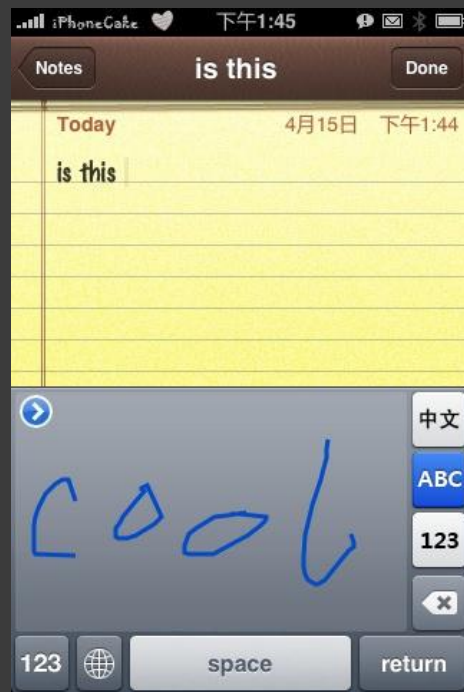 iPhoneCake 下午1:45
Notes is this Done
Today 4月15日 下午1:44
is this
中文
cool
ABC
123
123 space return